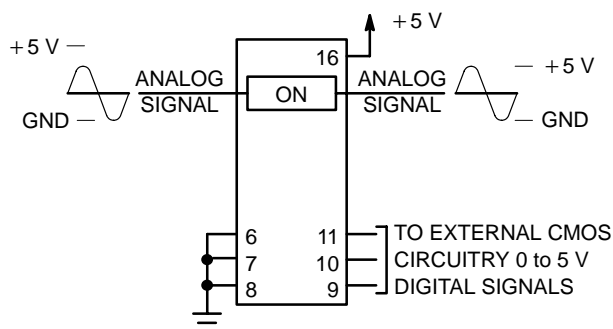 +5 V
+5 V
16
ANALOG
SIGNAL
ON
ANALOG
SIGNAL
+5 V
GND
GND
6
11
TO EXTERNAL CMOS
7
10
CIRCUITRY 0 to 5 V
8
9
DIGITAL SIGNALS